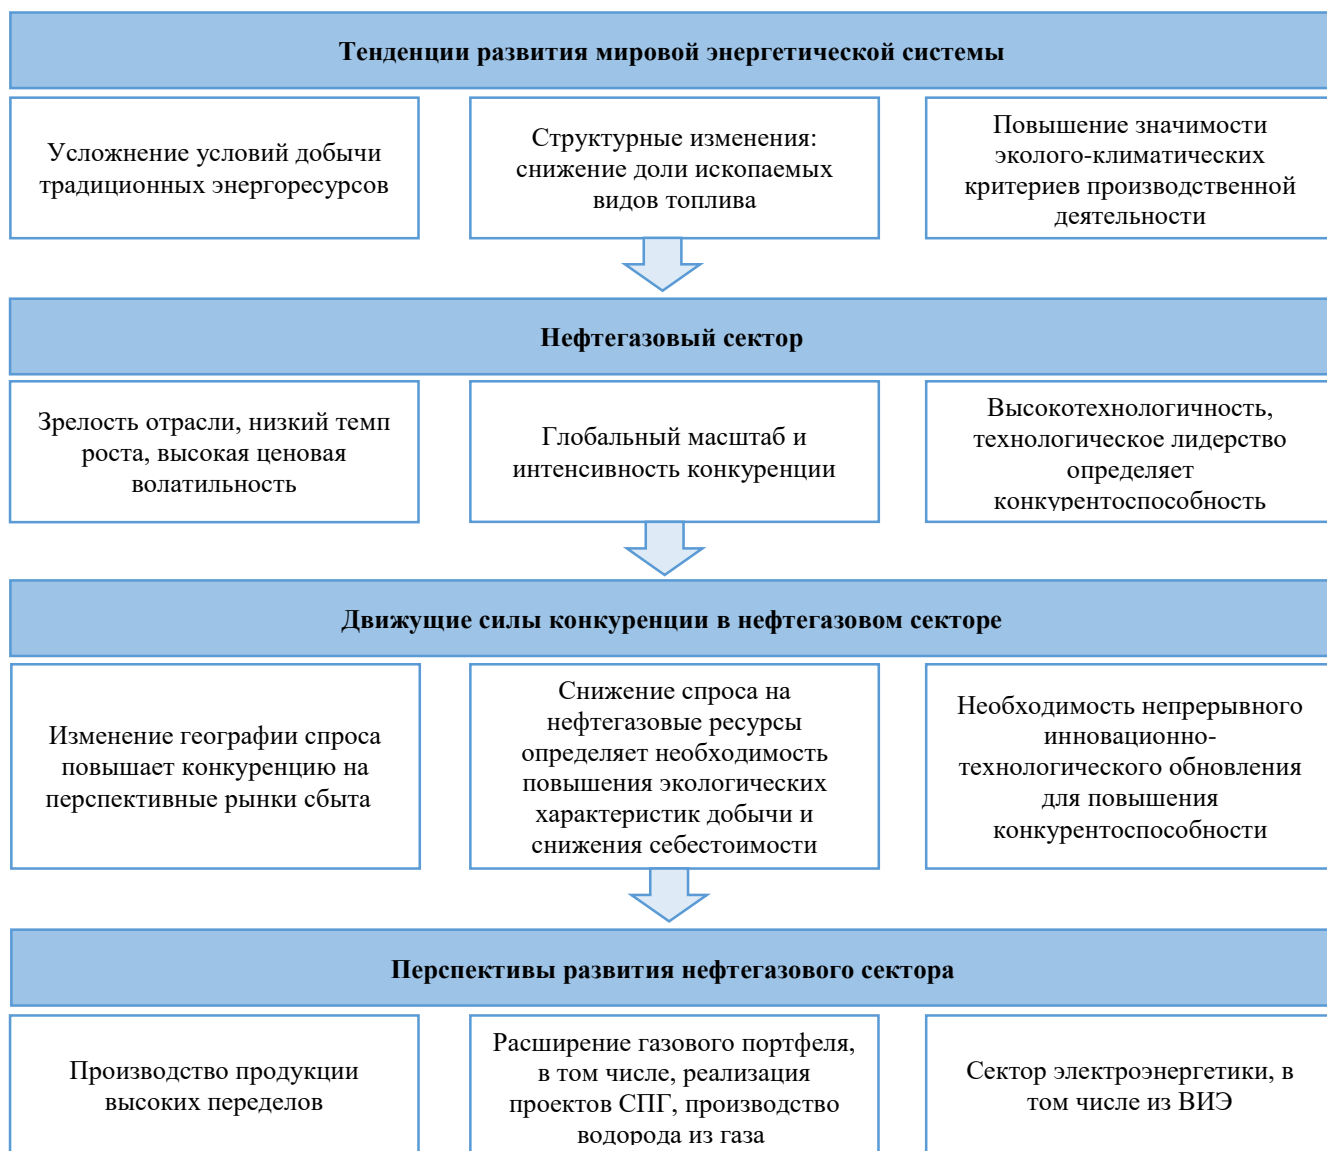 Тенденции развития мировой энергетической системы
Усложнение условий добычи
традиционных энергоресурсов
Структурные изменения:
снижение доли ископаемых
видов топлива
Повышение значимости
эколого-климатических
критериев производственной
деятельности
Нефтегазовый сектор
Зрелость отрасли, низкий темп
роста, высокая ценовая
волатильность
Глобальный масштаб и
интенсивность конкуренции
Высокотехнологичность,
технологическое лидерство
определяет
конкурентоспособность
Движущие силы конкуренции в нефтегазовом секторе
Изменение географии спроса
повышает конкуренцию на
перспективные рынки сбыта
Снижение спроса на
нефтегазовые ресурсы
определяет необходимость
повышения экологических
характеристик добычи и
снижения себестоимости
Необходимость непрерывного
инновационно-
технологического обновления
для повышения
конкурентоспособности
Перспективы развития нефтегазового сектора
Производство продукции
высоких переделов
Расширение газового портфеля,
в том числе, реализация
проектов СПГ, производство
водорода из газа
Сектор электроэнергетики, в
том числе из ВИЭ